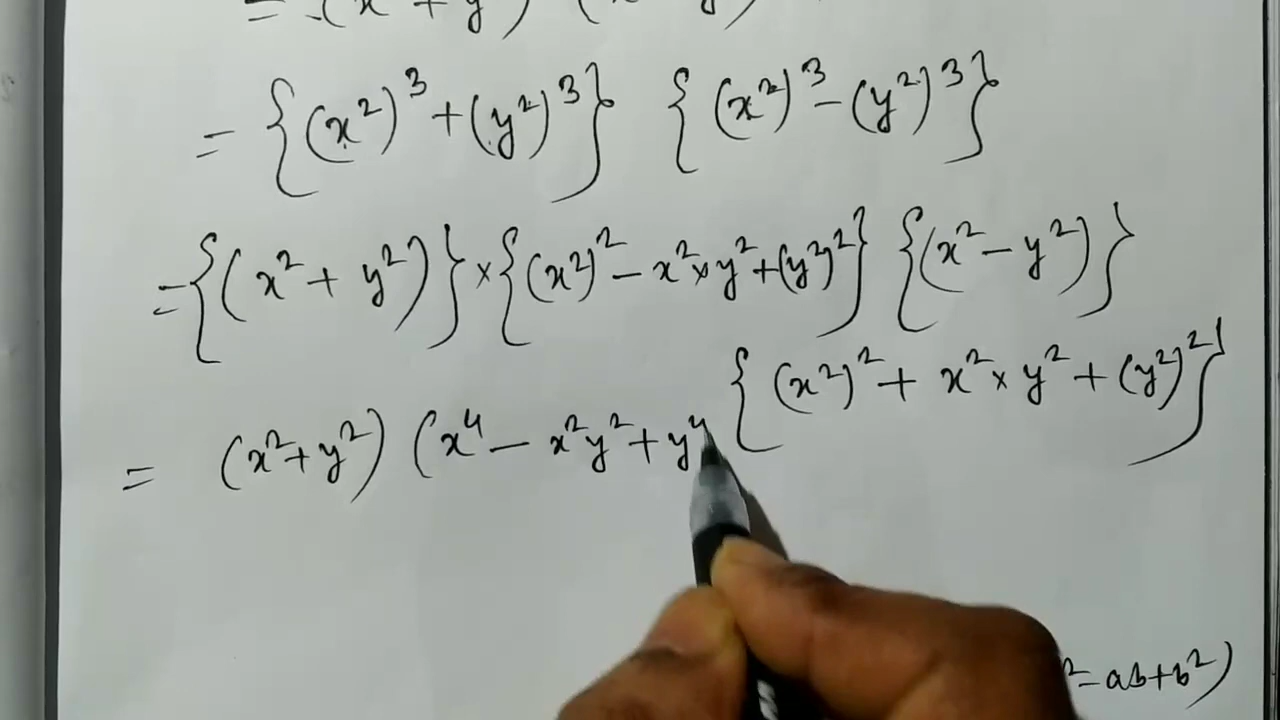 = {(x²)³ + (y²)³} {(x²)³ - (y²)³}
= {(x² + y²)} × {(x²)² - x² × y² + (y²)²} {(x² - y²)}
{(x²)² + x² × y² + (y²)²}
= (x² + y²) (x⁴ - x²y² + y⁴
² - ab + b²)